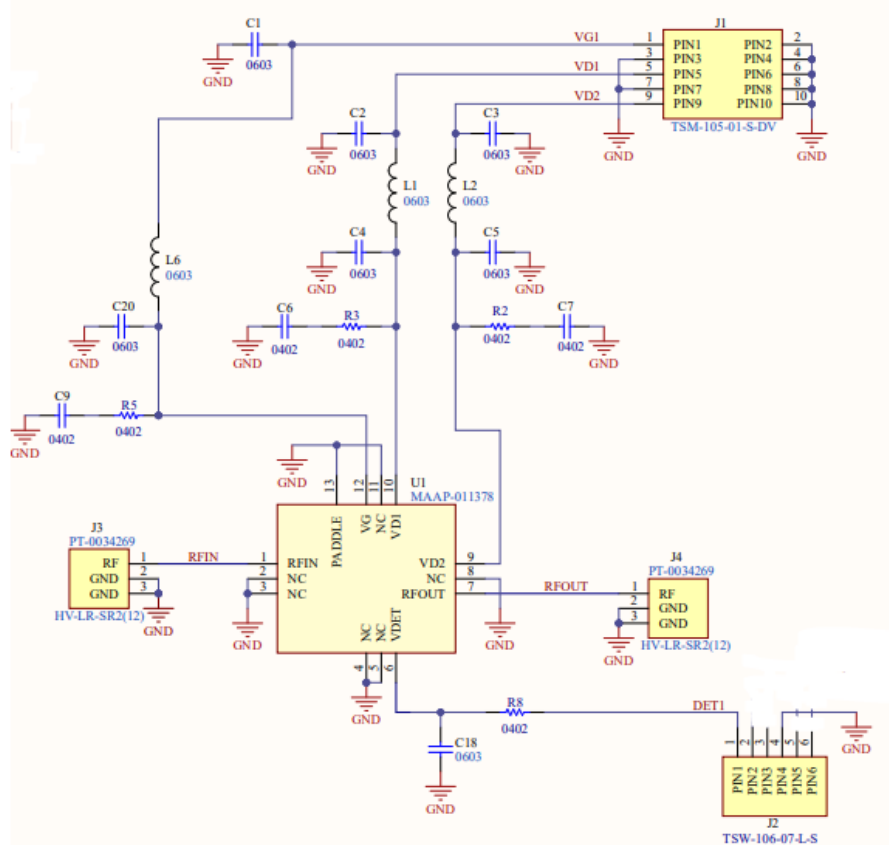 C1
0603
GND
VG1
VD1
VD2
J1
1 PIN1 PIN2 2
3 PIN3 PIN4 4
5 PIN5 PIN6 6
7 PIN7 PIN8 8
9 PIN9 PIN10 10
TSM-105-01-S-DV
GND
GND
C2
0603
GND
C3
0603
GND
L1
0603
L2
0603
L6
0603
C4
0603
GND
C5
0603
GND
C20
0603
GND
C6
0402
GND
R3
0402
R2
0402
C7
0402
GND
C9
0402
GND
R5
0402
GND
13
12
11
10
U1
MAAP-011378
PADDLE
VG
NC
VD1
1 RFIN
2 NC
3 NC
VD2 9
NC 8
RFOUT 7
NC
NC
VDET
4
5
6
GND
GND
GND
J3
PT-0034269
RF 1
GND 2
GND 3
HV-LR-SR2(12)
RFIN
GND
RFOUT
J4
PT-0034269
1 RF
2 GND
3 GND
HV-LR-SR2(12)
GND
R8
0402
DET1
C18
0603
GND
GND
1
2
3
4
5
6
PIN1
PIN2
PIN3
PIN4
PIN5
PIN6
J2
TSW-106-07-L-S